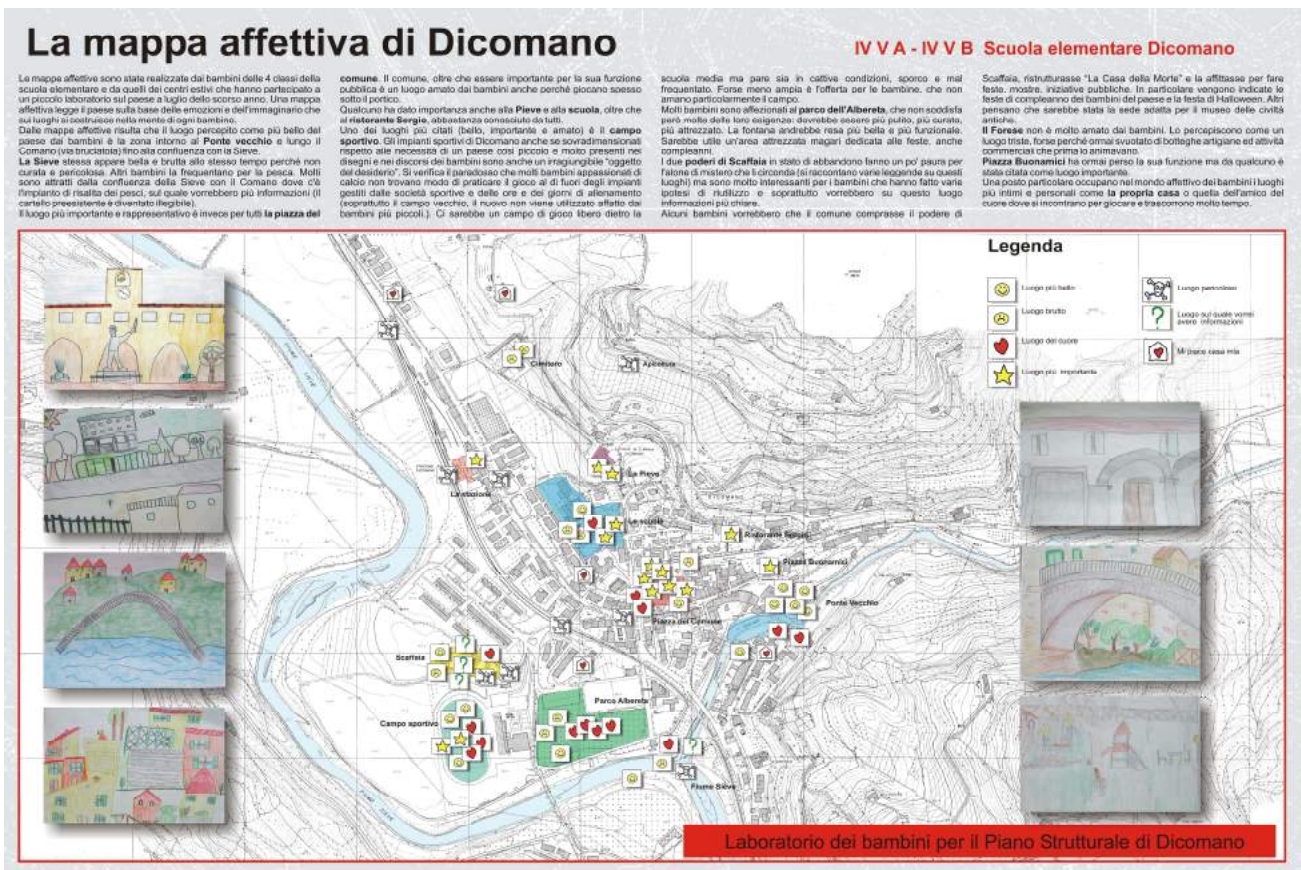 La mappa affettiva di Dicomano
IV V A - IV V B Scuola elementare Dicomano
Le mappe affettive sono state realizzate dai bambini delle 4 classi della
scuola elementare e da quelli dei centri estivi che hanno partecipato a
un piccolo laboratorio sul paese a luglio dello scorso anno. Una mappa
affettiva legge il paese sulla base delle emozioni e dell'immaginario che
sui luoghi si costruisce nella mente di ogni bambino.
Dalle mappe affettive risulta che il luogo percepito come più bello del
paese dai bambini è la zona intorno al Ponte vecchio e lungo il
Comano (via bruciataia) fino alla confluenza con la Sieve.
La Sieve stessa appare bella e brutta allo stesso tempo perché non
curata e pericolosa. Altri bambini la frequentano per la pesca. Molti
sono attratti dalla confluenza della Sieve con il Comano dove c'è
l'impianto di risalita dei pesci, sul quale vorrebbero più informazioni (il
cartello preesistente è diventato illegibile).
Il luogo più importante e rappresentativo è invece per tutti la piazza del
comune. Il comune, oltre che essere importante per la sua funzione
pubblica è un luogo amato dai bambini anche perché giocano spesso
sotto il portico.
Qualcuno ha dato importanza anche alla Pieve e alla scuola, oltre che
al ristorante Sergio, abbastanza conosciuto da tutti.
Uno dei luoghi più citati (bello, importante e amato) è il campo
sportivo. Gli impianti sportivi di Dicomano anche se sovradimensionati
rispetto alle necessità di un paese così piccolo e molto presenti nei
disegni e nei discorsi dei bambini sono anche un irragiungibile "oggetto
del desiderio". Si verifica il paradosso che molti bambini appassionati di
calcio non trovano modo di praticare il gioco al di fuori degli impianti
gestiti dalle società sportive e delle ore e dei giorni di allenamento
(soprattutto il campo vecchio, il nuovo non viene utilizzato affatto dai
bambini più piccoli.). Ci sarebbe un campo di gioco libero dietro la
scuola media ma pare sia in cattive condizioni, sporco e mal
frequentato. Forse meno ampia è l'offerta per le bambine, che non
amano particolarmente il campo.
Molti bambini sono affezionati al parco dell'Albereta, che non soddisfa
però molte delle loro esigenze: dovrebbe essere più pulito, più curato,
più attrezzato. La fontana andrebbe resa più bella e più funzionale.
Sarebbe utile un'area attrezzata magari dedicata alle feste, anche
compleanni.
I due poderi di Scaffaia in stato di abbandono fanno un po' paura per
l'alone di mistero che li circonda (si raccontano varie leggende su questi
luoghi) ma sono molto interessanti per i bambini che hanno fatto varie
ipotesi di riutilizzo e soprattutto vorrebbero su questo luogo
informazioni più chiare.
Alcuni bambini vorrebbero che il comune comprasse il podere di
Scaffaia, ristrutturasse "La Casa della Morte" e la affittasse per fare
feste, mostre, iniziative pubbliche. In particolare vengono indicate le
feste di compleanno dei bambini del paese e la festa di Halloween. Altri
pensano che sarebbe stata la sede adatta per il museo delle civiltà
antiche.
Il Forese non è molto amato dai bambini. Lo percepiscono come un
luogo triste, forse perché ormai svuotato di botteghe artigiane ed attività
commerciali che prima lo animavano.
Piazza Buonamici ha ormai perso la sua funzione ma da qualcuno è
stata citata come luogo importante.
Una posto particolare occupano nel mondo affettivo dei bambini i luoghi
più intimi e personali come la propria casa o quella dell'amico del
cuore dove si incontrano per giocare e trascorrono molto tempo.
Legenda
Luogo più bello
Luogo brutto
Luogo del cuore
Luogo più importante
Luogo pericoloso
Luogo sul quale vorrei
avere informazioni
Mi piace casa mia
Cimitero
Apicoltura
La stazione
La Pieve
Le scuole
Ristorante Sergio
Piazza Buonamici
Ponte Vecchio
Piazza del Comune
Scaffaia
Parco Albereta
Campo sportivo
Fiume Sieve
Laboratorio dei bambini per il Piano Strutturale di Dicomano